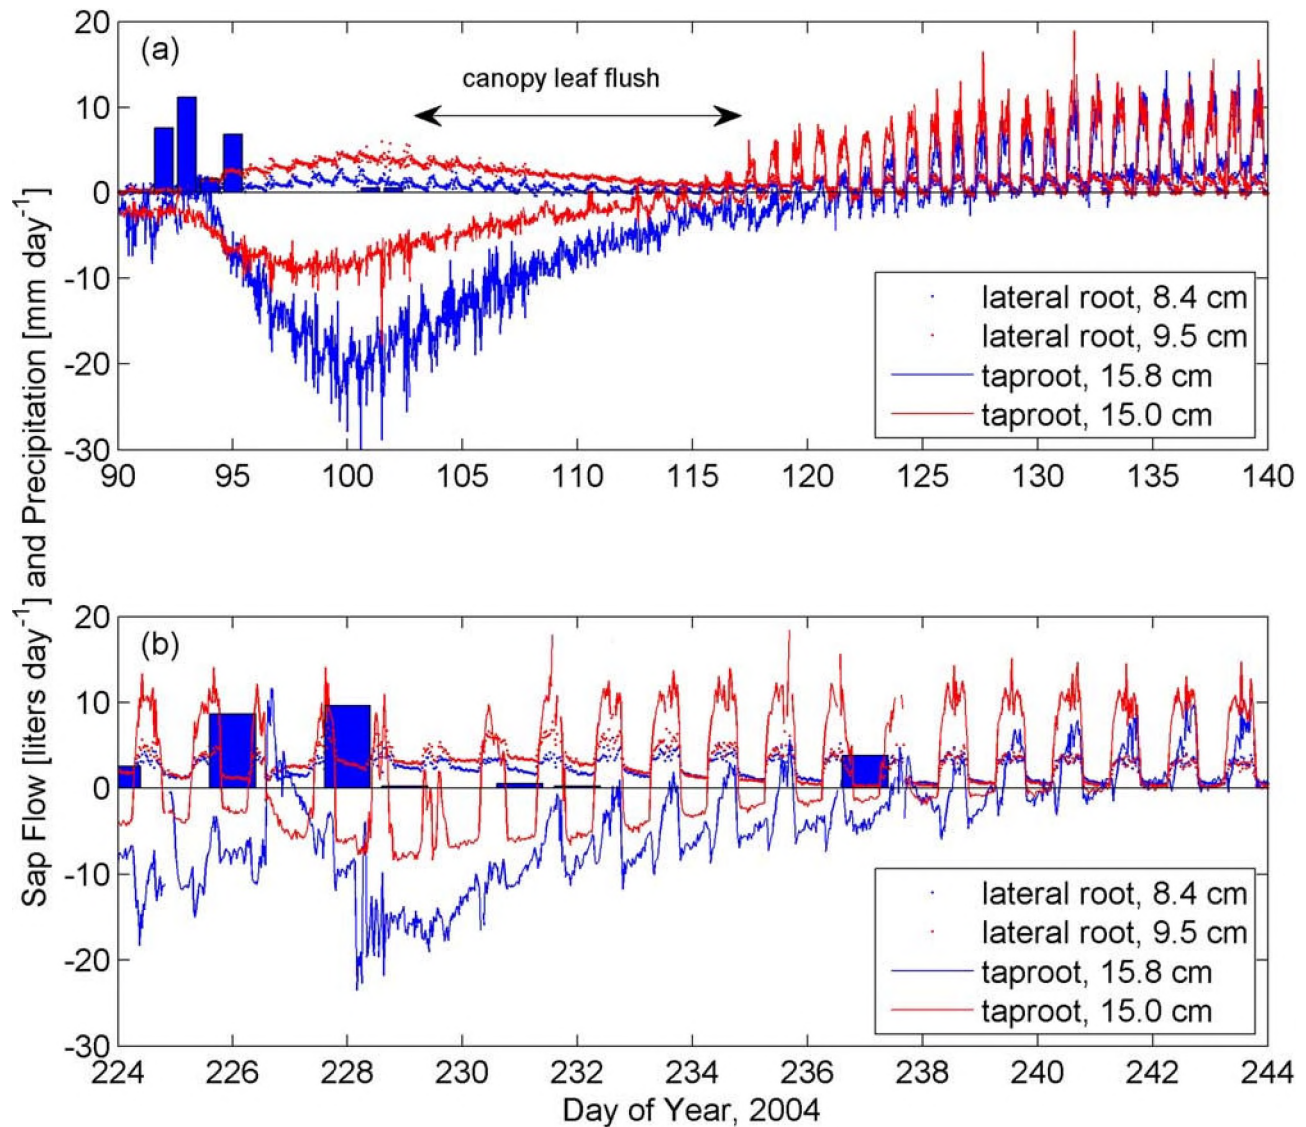 Sap Flow [liters day-1] and Precipitation [mm day-1]
(a)
canopy leaf flush
20
10
0
-10
-20
-30
lateral root, 8.4 cm
lateral root, 9.5 cm
taproot, 15.8 cm
taproot, 15.0 cm
90 95 100 105 110 115 120 125 130 135 140
(b)
20
10
0
-10
-20
-30
lateral root, 8.4 cm
lateral root, 9.5 cm
taproot, 15.8 cm
taproot, 15.0 cm
224 226 228 230 232 234 236 238 240 242 244
Day of Year, 2004